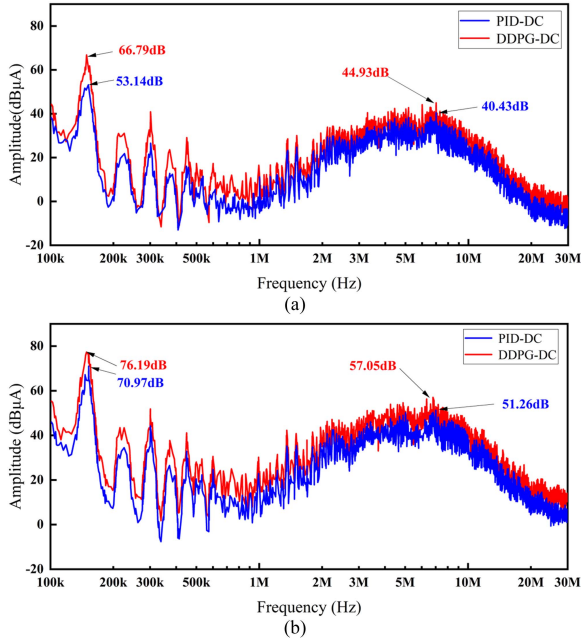 (a)
80
60
40
20
0
-20
Amplitude(dBμA)
66.79dB
53.14dB
44.93dB
40.43dB
PID-DC
DDPG-DC
100k 200k 300k 500k 1M 2M 3M 5M 10M 30M
Frequency (Hz)
(a)
80
60
40
20
0
-20
Amplitude (dBμA)
76.19dB
70.97dB
57.05dB
51.26dB
PID-DC
DDPG-DC
100k 200k 300k 500k 1M 2M 3M 5M 10M 30M
Frequency (Hz)
(b)